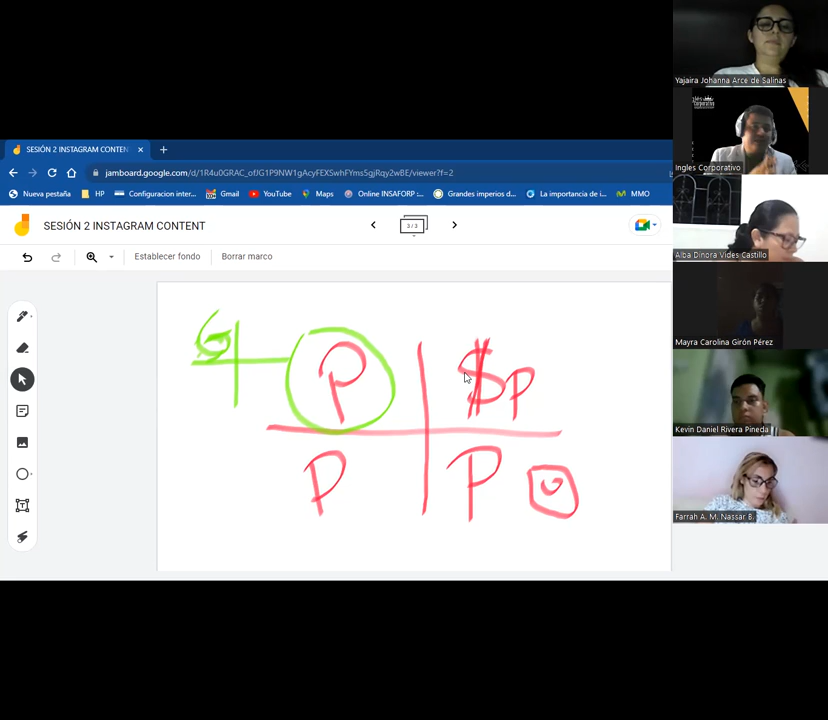 SESIÓN 2 INSTAGRAM CONTEN
jamboard.google.com/d/1R4u0GRAC_ofJG1P9NW1gAcyFEXSwhFYms5gjRqy2wBE/viewer?f=2
Nueva pestaña
HP
Configuracion inter...
Gmail
YouTube
Maps
Online INSAFORP ...
Grandes imperios d...
La importancia de i...
MMO
SESIÓN 2 INSTAGRAM CONTENT
3 / 3
Establecer fondo
Borrar marco
P
$ P
P
P
Yajaira Johanna Arce de Salinas
Ingles Corporativo
Alba Dinora Vides Castillo
Mayra Carolina Girón Pérez
Kevin Daniel Rivera Pineda
Farrah A. M. Nassar B.